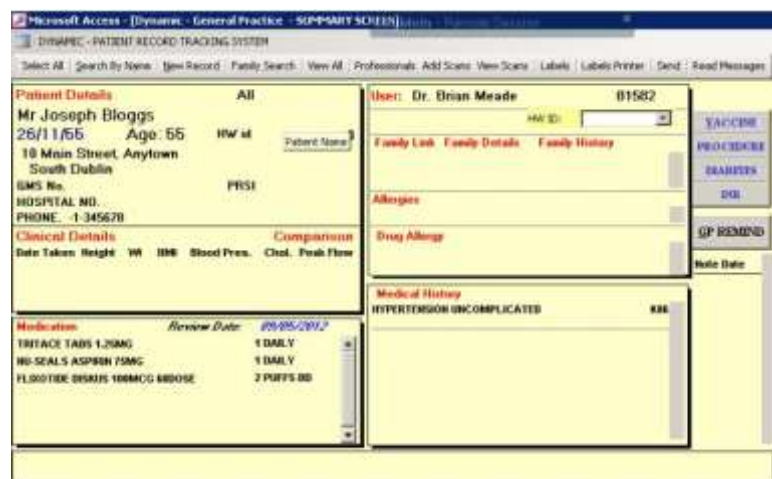 Microsoft Access - [Dynamic - General Practice - SUMMARY SCREEN]
DYNAMIC - PATIENT RECORD TRACKING SYSTEM
Select All Search By Name New Record Family Search View All Professionals Add Scans View Scans Labels Labels Printer Send Read Messages
Patient Details All
Mr Joseph Bloggs
26/11/55 Age: 55 HW id
Patient Name
10 Main Street, Anytown
South Dublin
GMS No. PRSI
HOSPITAL NO.
PHONE. -1-345678
Clinical Details Comparison
Date Taken Height Wt BMI Blood Pres. Chol. Peak Flow
Medication Review Date: 09/05/2012
TRITACE TABS 1.25MG 1 DAILY
NU-SEALS ASPIRIN 75MG 1 DAILY
FLIXOTIDE DISKUS 100MCG 60DOSE 2 PUFFS BD
User: Dr. Brian Meade 01582
HW ID:
Family Link Family Details Family History
Allergies
Drug Allergy
Medical History
HYPERTENSION UNCOMPLICATED K86
VACCINE
PROCEDURE
DIABETES
GP REMIND
Note Date